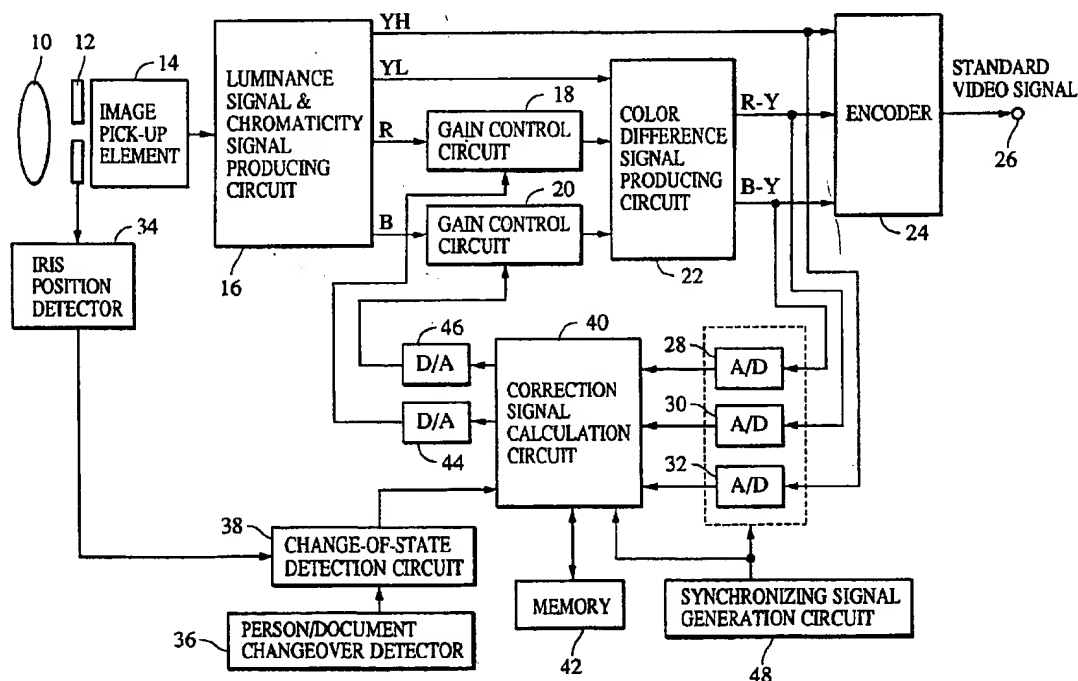 YH
10
12
14
IMAGE
PICK-UP
ELEMENT
LUMINANCE
SIGNAL &
CHROMATICITY
SIGNAL
PRODUCING
CIRCUIT
16
YL
R
B
18
GAIN CONTROL
CIRCUIT
20
GAIN CONTROL
CIRCUIT
COLOR
DIFFERENCE
SIGNAL
PRODUCING
CIRCUIT
22
R-Y
B-Y
ENCODER
24
STANDARD
VIDEO SIGNAL
26
34
IRIS
POSITION
DETECTOR
46
D/A
D/A
44
40
CORRECTION
SIGNAL
CALCULATION
CIRCUIT
28
A/D
30
A/D
32
A/D
38
CHANGE-OF-STATE
DETECTION CIRCUIT
36
PERSON/DOCUMENT
CHANGEOVER DETECTOR
MEMORY
42
SYNCHRONIZING SIGNAL
GENERATION CIRCUIT
48